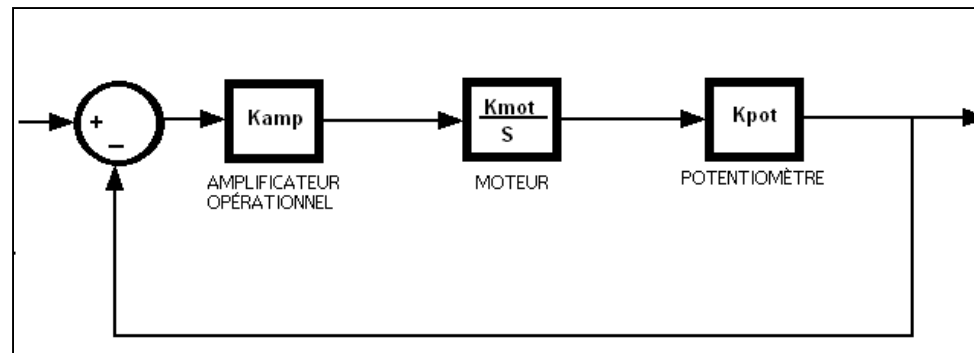 +
−
Kamp
Kmot
S
Kpot
AMPLIFICATEUR
OPÉRATIONNEL
MOTEUR
POTENTIOMÈTRE